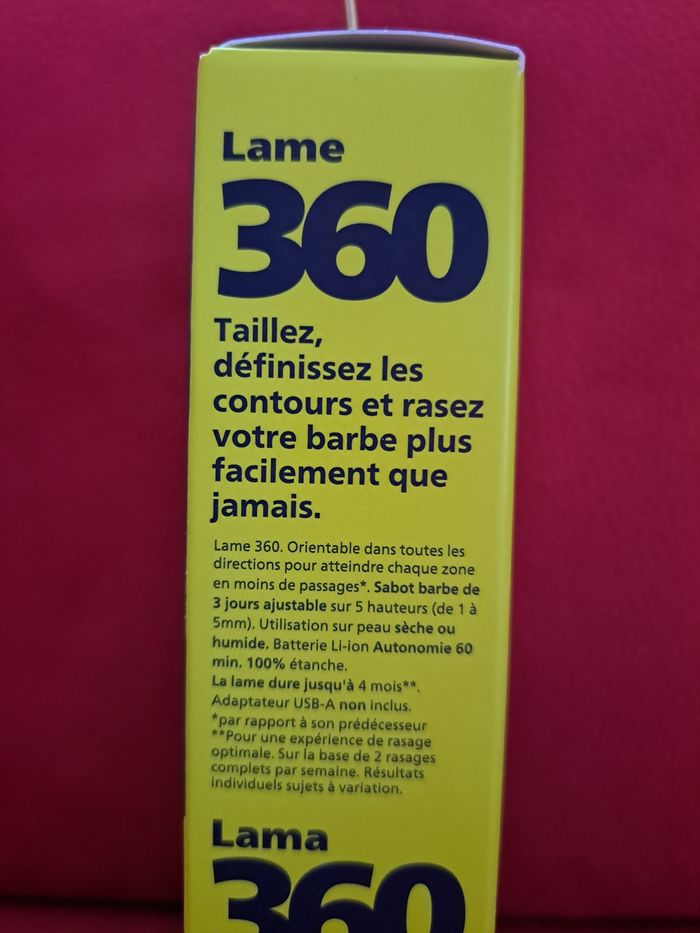 Lame
360
Taillez,
définissez les
contours et rasez
votre barbe plus
facilement que
jamais.
Lame 360. Orientable dans toutes les
directions pour atteindre chaque zone
en moins de passages*. Sabot barbe de
3 jours ajustable sur 5 hauteurs (de 1 à
5mm). Utilisation sur peau sèche ou
humide. Batterie Li-ion Autonomie 60
min. 100% étanche.
La lame dure jusqu'à 4 mois**.
Adaptateur USB-A non inclus.
*par rapport à son prédécesseur
**Pour une expérience de rasage
optimale. Sur la base de 2 rasages
complets par semaine. Résultats
individuels sujets à variation.
Lama
360